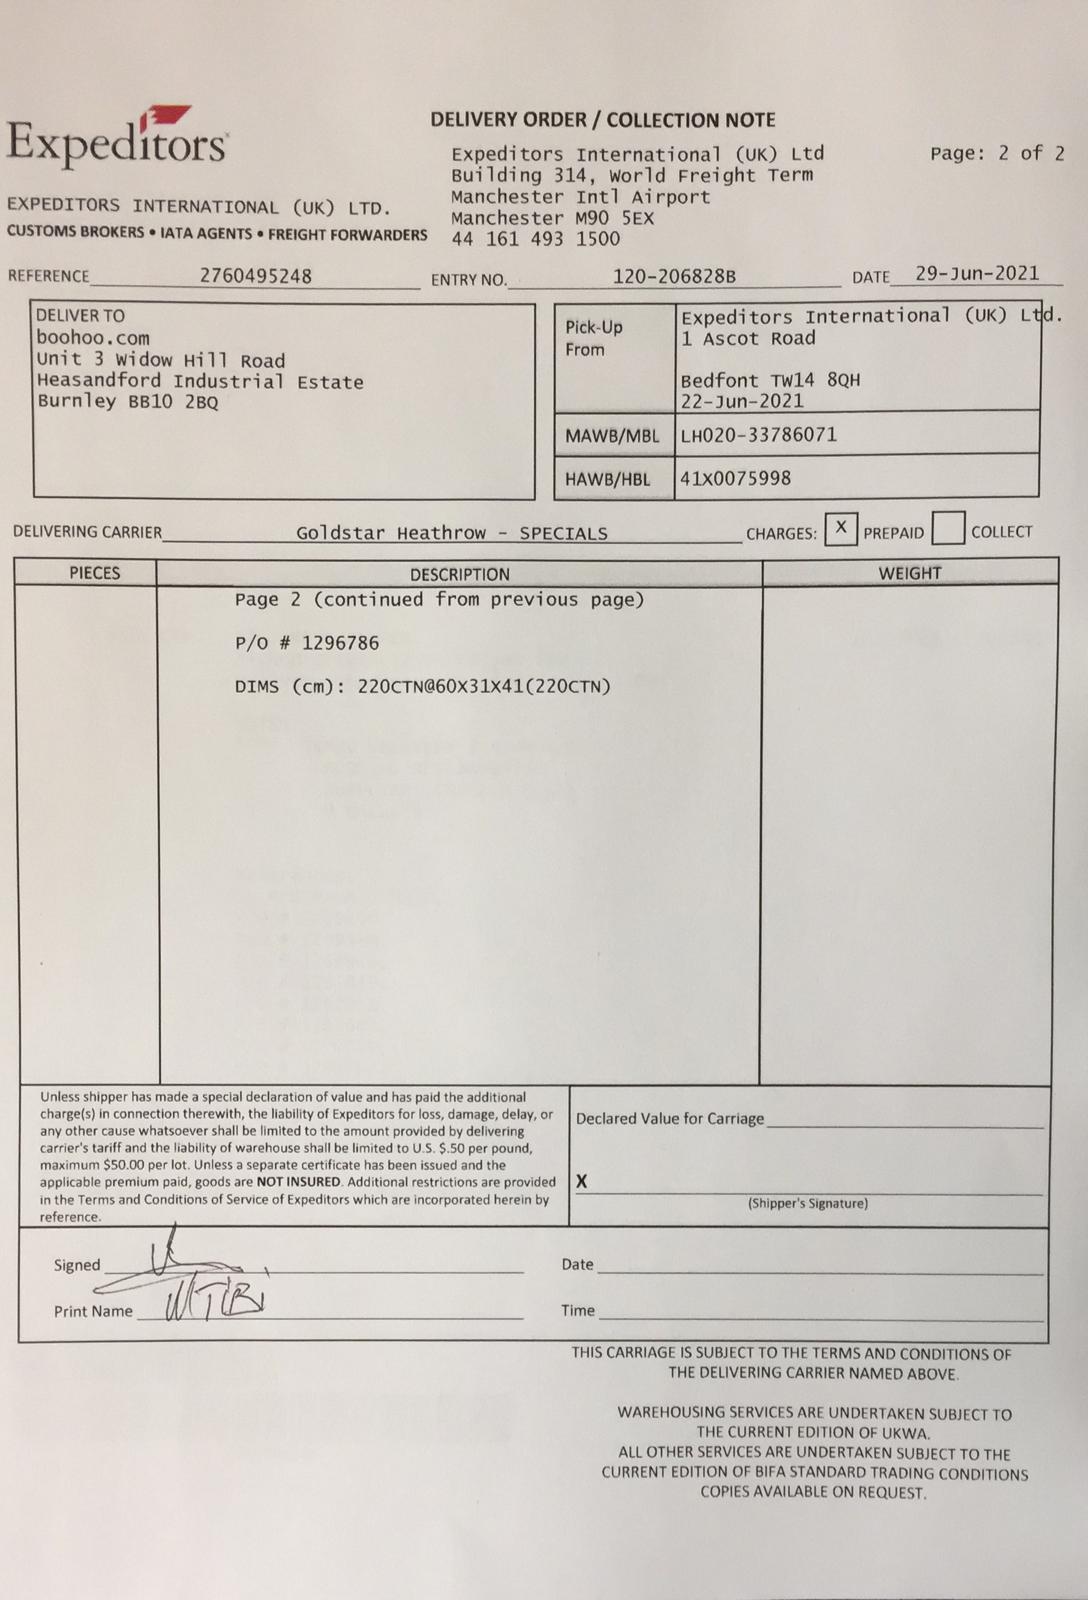 Expeditors
DELIVERY ORDER / COLLECTION NOTE
Expeditors International (UK) Ltd
Building 314, World Freight Term
Manchester Intl Airport
Manchester M90 5EX
44 161 493 1500
Page: 2 of 2
EXPEDITORS INTERNATIONAL (UK) LTD.
CUSTOMS BROKERS • IATA AGENTS • FREIGHT FORWARDERS
REFERENCE 2760495248 ENTRY NO. 120-206828B DATE 29-Jun-2021
DELIVER TO
boohoo.com
Unit 3 Widow Hill Road
Heasandford Industrial Estate
Burnley BB10 2BQ
Pick-Up
From
Expeditors International (UK) Ltd.
1 Ascot Road
Bedfont TW14 8QH
22-Jun-2021
MAWB/MBL LH020-33786071
HAWB/HBL 41X0075998
DELIVERING CARRIER Goldstar Heathrow - SPECIALS CHARGES: X PREPAID COLLECT
PIECES DESCRIPTION WEIGHT
Page 2 (continued from previous page)
P/O # 1296786
DIMS (cm): 220CTN@60X31X41(220CTN)
Unless shipper has made a special declaration of value and has paid the additional
charge(s) in connection therewith, the liability of Expeditors for loss, damage, delay, or
any other cause whatsoever shall be limited to the amount provided by delivering
carrier's tariff and the liability of warehouse shall be limited to U.S. $.50 per pound,
maximum $50.00 per lot. Unless a separate certificate has been issued and the
applicable premium paid, goods are NOT INSURED. Additional restrictions are provided
in the Terms and Conditions of Service of Expeditors which are incorporated herein by
reference.
Declared Value for Carriage
X
(Shipper's Signature)
Signed
Print Name
Date
Time
THIS CARRIAGE IS SUBJECT TO THE TERMS AND CONDITIONS OF
THE DELIVERING CARRIER NAMED ABOVE.
WAREHOUSING SERVICES ARE UNDERTAKEN SUBJECT TO
THE CURRENT EDITION OF UKWA.
ALL OTHER SERVICES ARE UNDERTAKEN SUBJECT TO THE
CURRENT EDITION OF BIFA STANDARD TRADING CONDITIONS
COPIES AVAILABLE ON REQUEST.